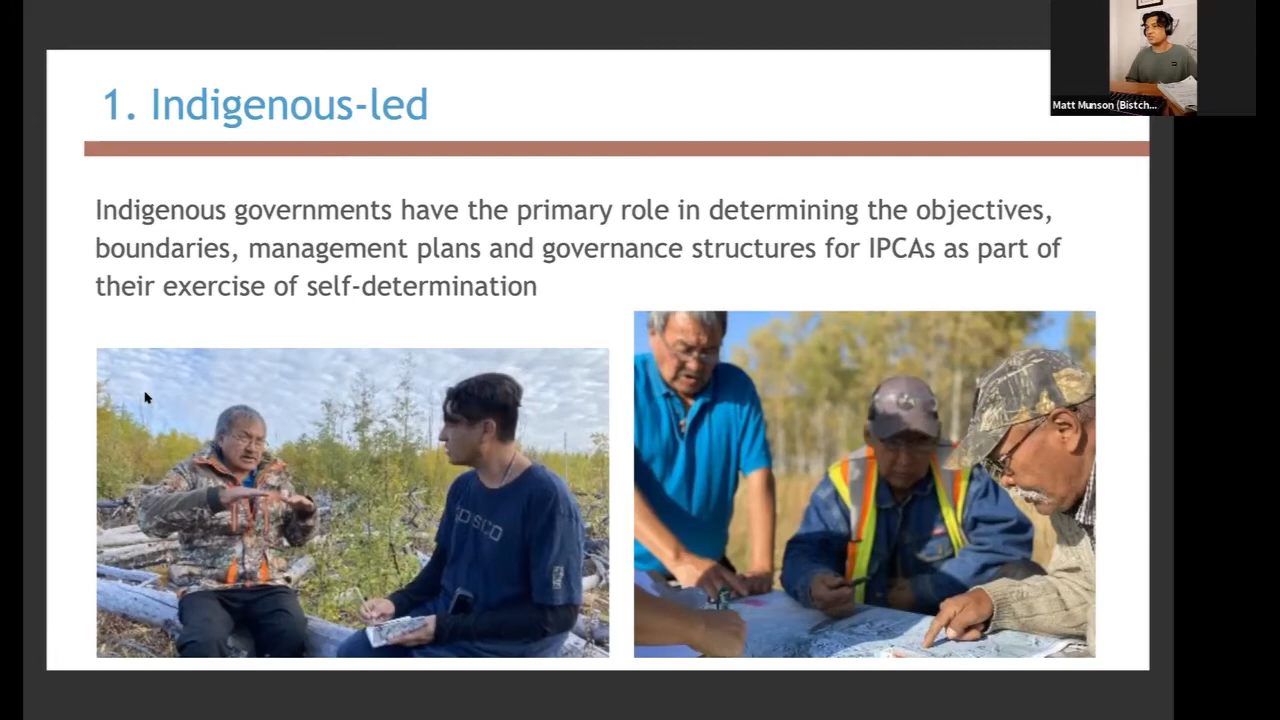 1. Indigenous-led
Matt Munson (Bistch...
Indigenous governments have the primary role in determining the objectives,
boundaries, management plans and governance structures for IPCAs as part of
their exercise of self-determination